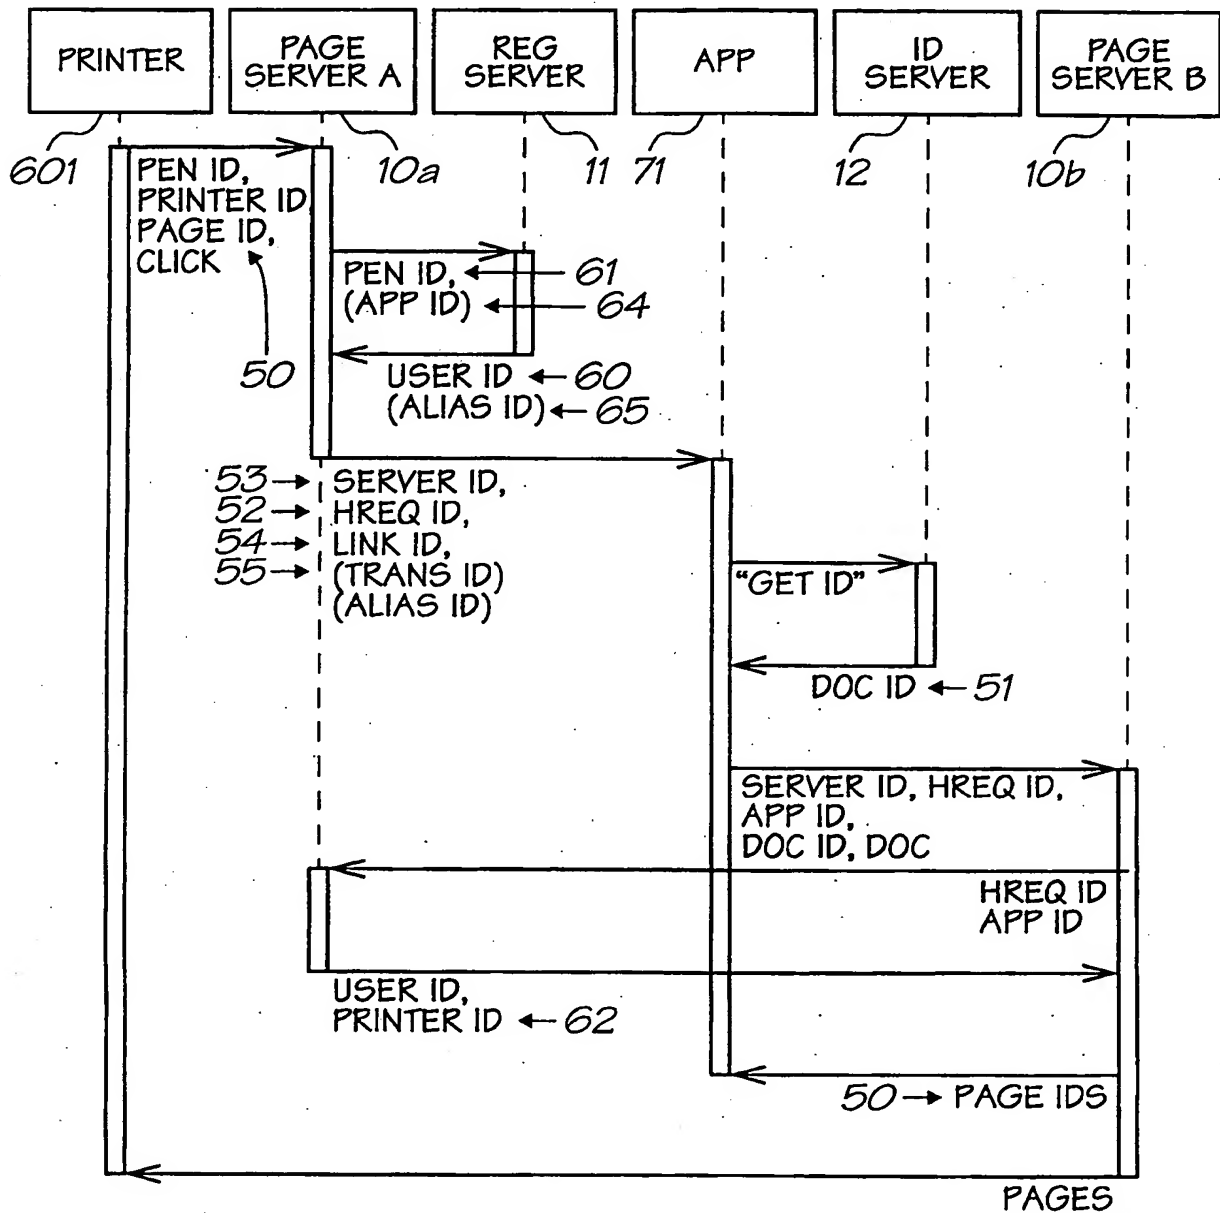 PRINTER
PAGE
SERVER A
REG
SERVER
APP
ID
SERVER
PAGE
SERVER B
601
10a
11
71
12
10b
PEN ID,
PRINTER ID
PAGE ID,
CLICK
50
PEN ID,
61
(APP ID)
64
USER ID
60
(ALIAS ID)
65
53
SERVER ID,
52
HREQ ID,
54
LINK ID,
55
(TRANS ID)
(ALIAS ID)
"GET ID"
DOC ID
51
SERVER ID, HREQ ID,
APP ID,
DOC ID, DOC
HREQ ID
APP ID
USER ID,
PRINTER ID
62
50
PAGE IDS
PAGES